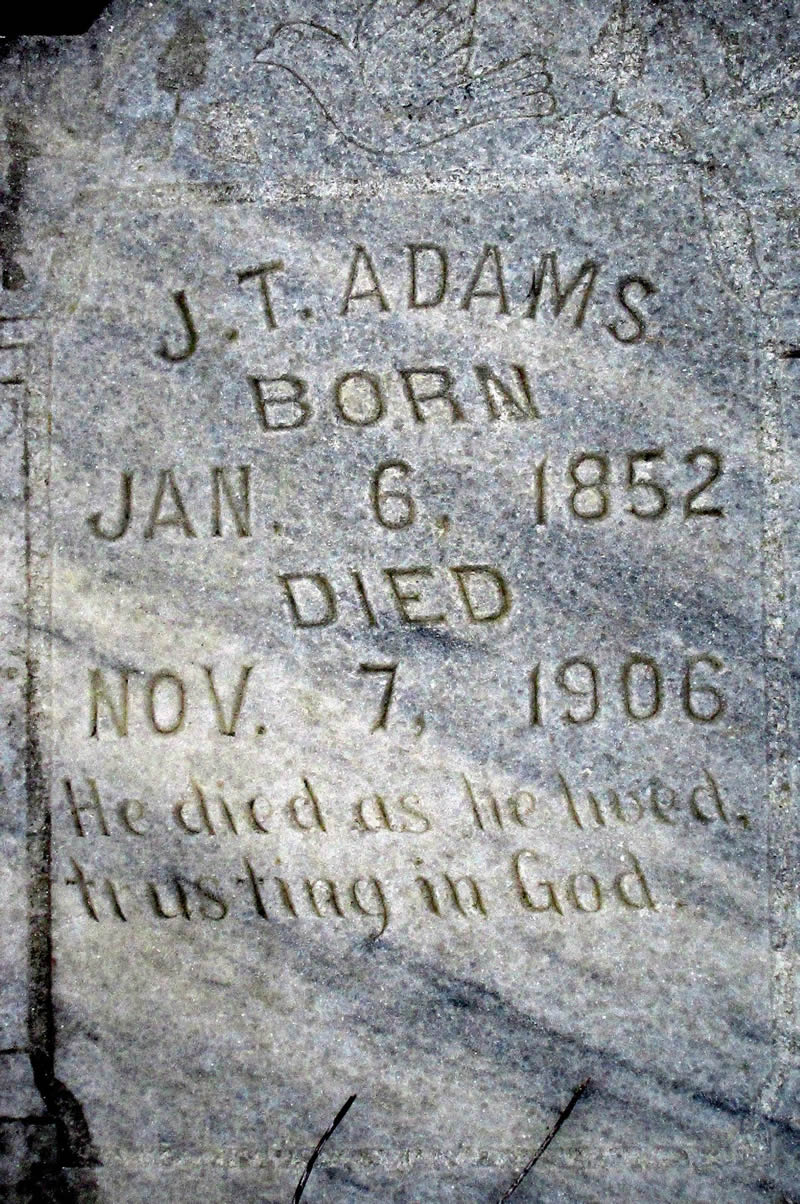 J. T. ADAMS
BORN
JAN. 6, 1852
DIED
NOV. 7, 1906
He died as he lived,
trusting in God.